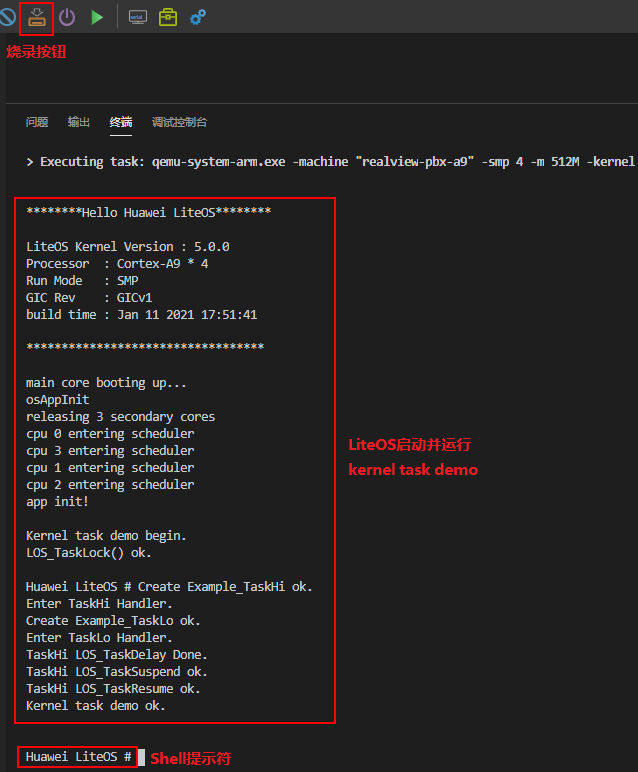 serial
烧录按钮
问题 输出 终端 调试控制台
> Executing task: qemu-system-arm.exe -machine "realview-pbx-a9" -smp 4 -m 512M -kernel
********Hello Huawei LiteOS********
LiteOS Kernel Version : 5.0.0
Processor  : Cortex-A9 * 4
Run Mode   : SMP
GIC Rev    : GICv1
build time : Jan 11 2021 17:51:41
**********************************
main core booting up...
osAppInit
releasing 3 secondary cores
cpu 0 entering scheduler
cpu 3 entering scheduler
cpu 1 entering scheduler
cpu 2 entering scheduler
app init!
LiteOS启动并运行
kernel task demo
Kernel task demo begin.
LOS_TaskLock() ok.
Huawei LiteOS # Create Example_TaskHi ok.
Enter TaskHi Handler.
Create Example_TaskLo ok.
Enter TaskLo Handler.
TaskHi LOS_TaskDelay Done.
TaskHi LOS_TaskSuspend ok.
TaskHi LOS_TaskResume ok.
Kernel task demo ok.
Huawei LiteOS # Shell提示符